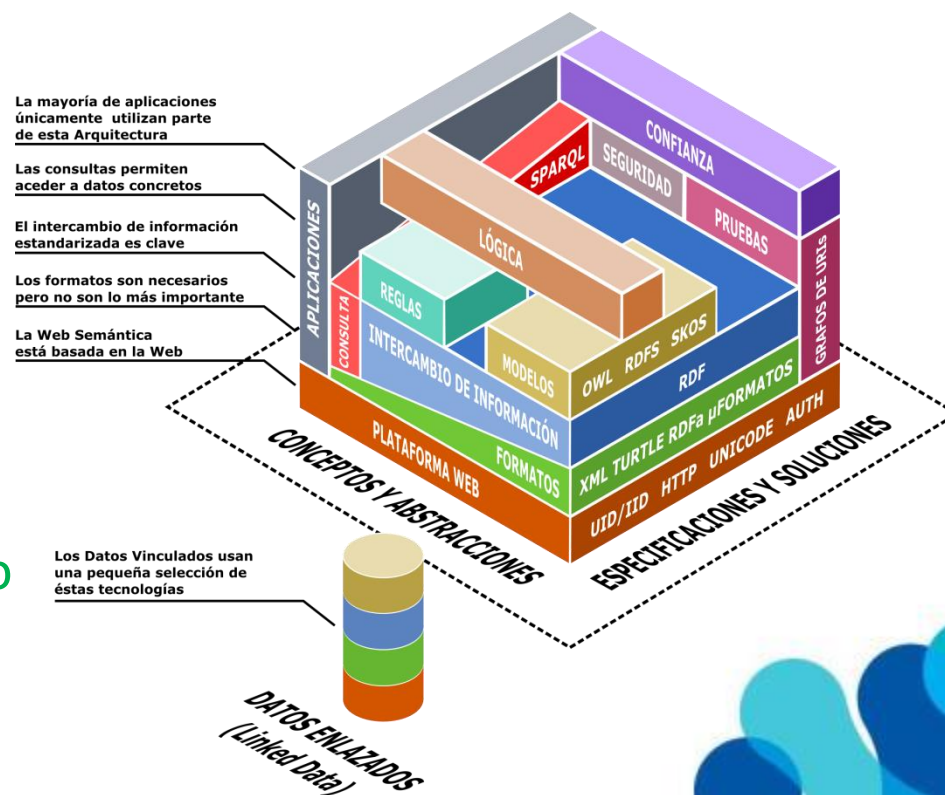 La mayoría de aplicaciones
únicamente utilizan parte
de esta Arquitectura
Las consultas permiten
aceder a datos concretos
El intercambio de información
estandarizada es clave
Los formatos son necesarios
pero no son lo más importante
La Web Semántica
está basada en la Web
APLICACIONES
CONSULTA
REGLAS
LÓGICA
MODELOS
INTERCAMBIO DE INFORMACIÓN
FORMATOS
PLATAFORMA WEB
SPARQL
SEGURIDAD
CONFIANZA
PRUEBAS
GRAFOS DE URIs
OWL RDFS SKOS
RDF
XML TURTLE RDFa µFORMATOS
UID/IID HTTP UNICODE AUTH
CONCEPTOS Y ABSTRACCIONES
ESPECIFICACIONES Y SOLUCIONES
Los Datos Vinculados usan
una pequeña selección de
éstas tecnologías
DATOS ENLAZADOS
(Linked Data)